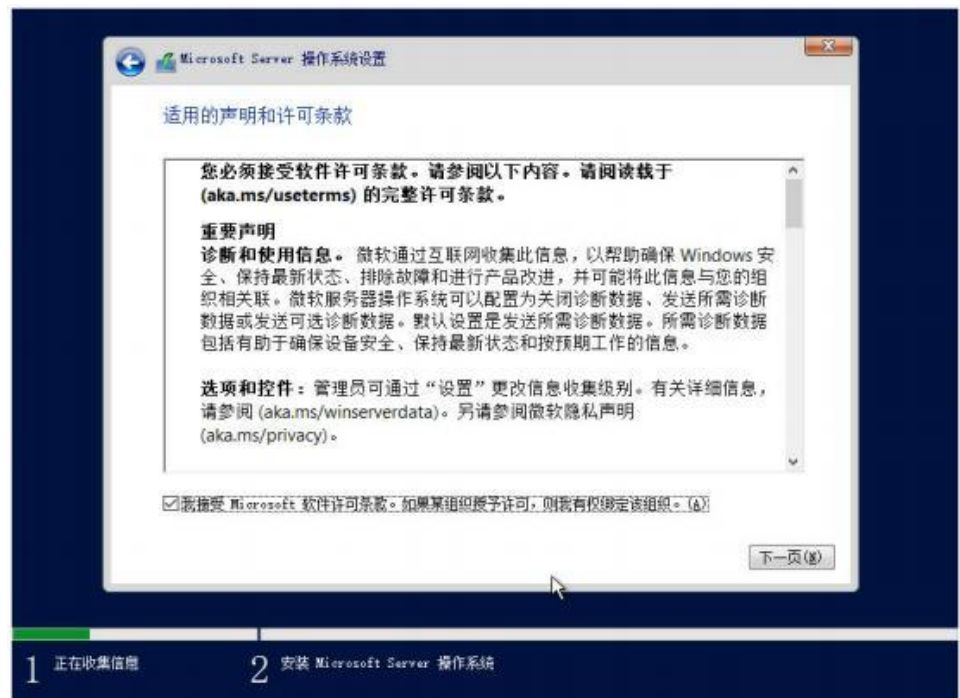 Microsoft Server 操作系统设置
适用的声明和许可条款
您必须接受软件许可条款。请参阅以下内容。请阅读载于
(aka.ms/useterms) 的完整许可条款。
重要声明
诊断和使用信息。 微软通过互联网收集此信息，以帮助确保 Windows 安
全、保持最新状态、排除故障和进行产品改进，并可能将此信息与您的组
织相关联。微软服务器操作系统可以配置为关闭诊断数据、发送所需诊断
数据或发送可选诊断数据。默认设置是发送所需诊断数据。所需诊断数据
包括有助于确保设备安全、保持最新状态和按预期工作的信息。
选项和控件：管理员可通过“设置”更改信息收集级别。有关详细信息，
请参阅 (aka.ms/winserverdata)。另请参阅微软隐私声明
(aka.ms/privacy)。
我接受 Microsoft 软件许可条款。如果某组织授予许可，则我有权绑定该组织。(A)
下一页(N)
1 正在收集信息
2 安装 Microsoft Server 操作系统